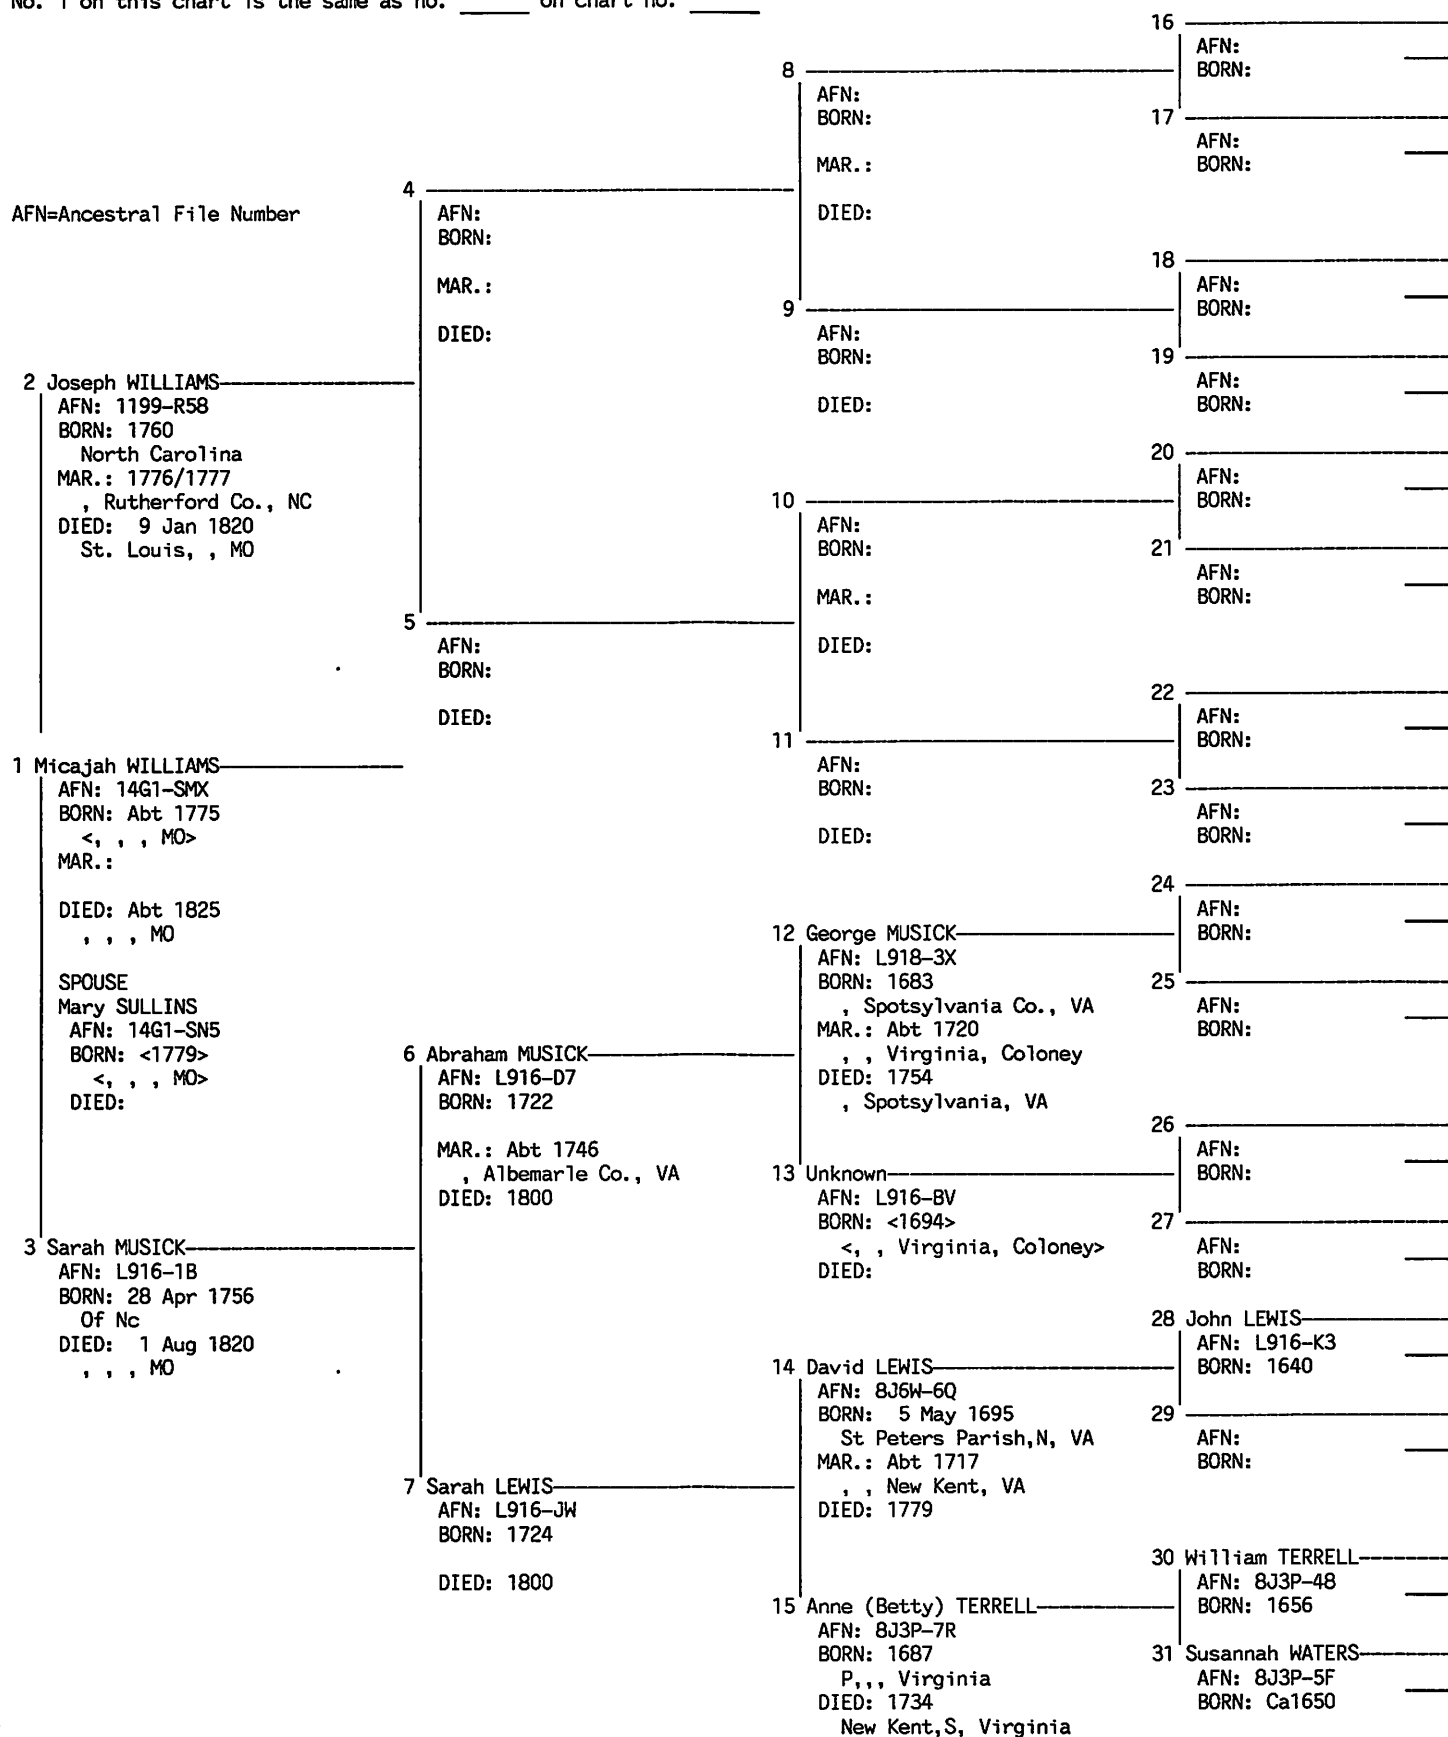 No. 1 on this chart is the same as no. _____ on chart no. _____
AFN=Ancestral File Number
2 Joseph WILLIAMS
AFN: 1199-R58
BORN: 1760
North Carolina
MAR.: 1776/1777
, Rutherford Co., NC
DIED: 9 Jan 1820
St. Louis, , MO
1 Micajah WILLIAMS
AFN: 14G1-SMX
BORN: Abt 1775
<, , , MO>
MAR.:
DIED: Abt 1825
, , , MO
SPOUSE
Mary SULLINS
AFN: 14G1-SN5
BORN: <1779>
<, , , MO>
DIED:
3 Sarah MUSICK
AFN: L916-1B
BORN: 28 Apr 1756
Of Nc
DIED: 1 Aug 1820
, , , MO
4
AFN:
BORN:
MAR.:
DIED:
5
AFN:
BORN:
DIED:
6 Abraham MUSICK
AFN: L916-D7
BORN: 1722
MAR.: Abt 1746
, Albemarle Co., VA
DIED: 1800
7 Sarah LEWIS
AFN: L916-JW
BORN: 1724
DIED: 1800
8
AFN:
BORN:
MAR.:
DIED:
9
AFN:
BORN:
DIED:
10
AFN:
BORN:
MAR.:
DIED:
11
AFN:
BORN:
DIED:
12 George MUSICK
AFN: L918-3X
BORN: 1683
, Spotsylvania Co., VA
MAR.: Abt 1720
, , Virginia, Coloney
DIED: 1754
, Spotsylvania, VA
13 Unknown
AFN: L916-BV
BORN: <1694>
<, , Virginia, Coloney>
DIED:
14 David LEWIS
AFN: 8J6W-6Q
BORN: 5 May 1695
St Peters Parish,N, VA
MAR.: Abt 1717
, , New Kent, VA
DIED: 1779
15 Anne (Betty) TERRELL
AFN: 8J3P-7R
BORN: 1687
P,,, Virginia
DIED: 1734
New Kent,S, Virginia
16
AFN:
BORN:
17
AFN:
BORN:
18
AFN:
BORN:
19
AFN:
BORN:
20
AFN:
BORN:
21
AFN:
BORN:
22
AFN:
BORN:
23
AFN:
BORN:
24
AFN:
BORN:
25
AFN:
BORN:
26
AFN:
BORN:
27
AFN:
BORN:
28 John LEWIS
AFN: L916-K3
BORN: 1640
29
AFN:
BORN:
30 William TERRELL
AFN: 8J3P-48
BORN: 1656
31 Susannah WATERS
AFN: 8J3P-5F
BORN: Ca1650